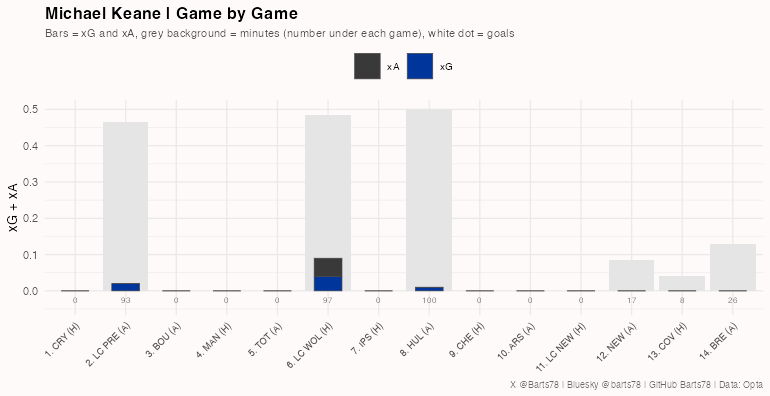 Michael Keane | Game by Game
Bars = xG and xA, grey background = minutes (number under each game), white dot = goals
xA xG
xG + xA
0.5
0.4
0.3
0.2
0.1
0.0
0 93 0 0 0 97 0 100 0 0 0 17 8 26
1. CRY (H)
2. LC PRE (A)
3. BOU (A)
4. MAN (H)
5. TOT (A)
6. LC WOL (H)
7. IPS (H)
8. HUL (A)
9. CHE (H)
10. ARS (A)
11. LC NEW (H)
12. NEW (A)
13. COV (H)
14. BRE (A)
X @Barts78 | Bluesky @barts78 | GitHub Barts78 | Data: Opta